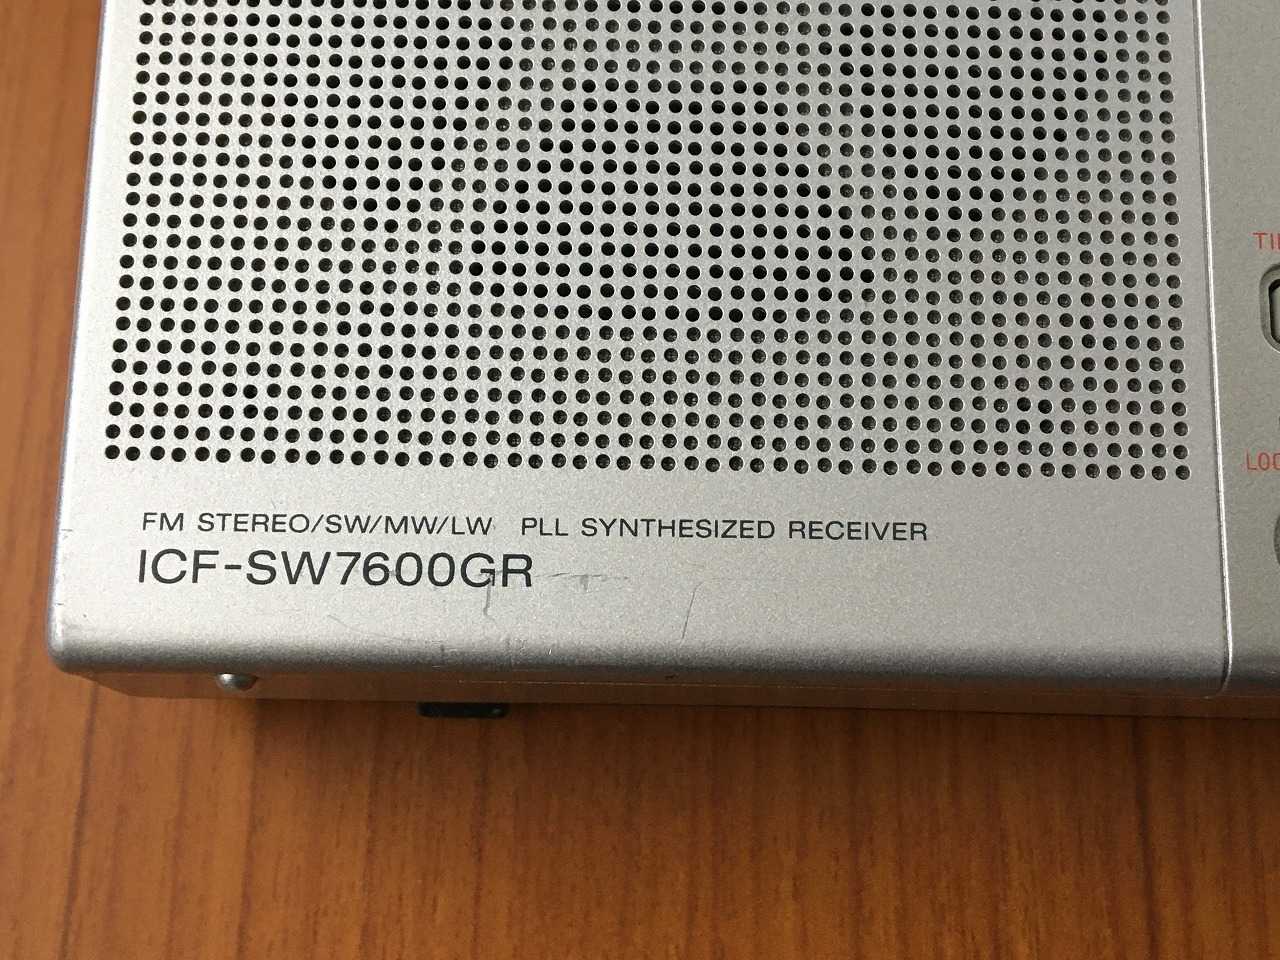 FM STEREO/SW/MW/LW PLL SYNTHESIZED RECEIVER
ICF-SW7600GR